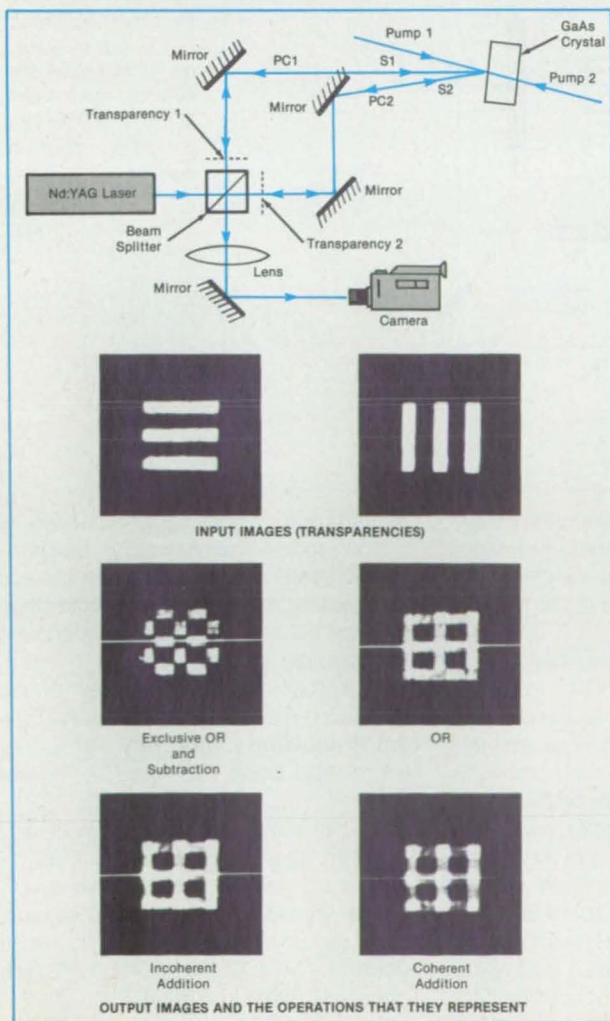 GaAs
Crystal
Pump 1
Mirror
PC1
S1
Pump 2
Mirror
PC2
S2
Transparency 1
Nd:YAG Laser
Mirror
Beam
Splitter
Transparency 2
Lens
Mirror
Camera
INPUT IMAGES (TRANSPARENCIES)
Exclusive OR
and
Subtraction
OR
Incoherent
Addition
Coherent
Addition
OUTPUT IMAGES AND THE OPERATIONS THAT THEY REPRESENT